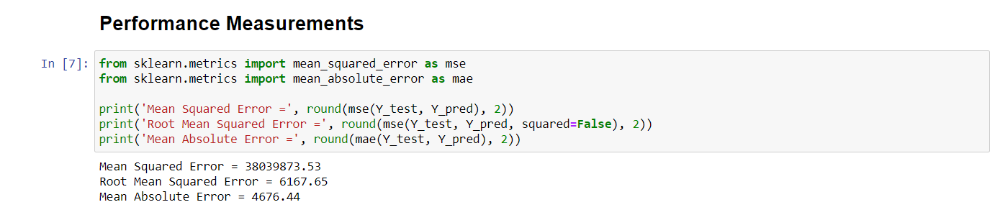 Performance Measurements
In [7]: from sklearn.metrics import mean_squared_error as mse
from sklearn.metrics import mean_absolute_error as mae
print('Mean Squared Error =', round(mse(Y_test, Y_pred), 2))
print('Root Mean Squared Error =', round(mse(Y_test, Y_pred, squared=False), 2))
print('Mean Absolute Error =', round(mae(Y_test, Y_pred), 2))
Mean Squared Error = 38039873.53
Root Mean Squared Error = 6167.65
Mean Absolute Error = 4676.44